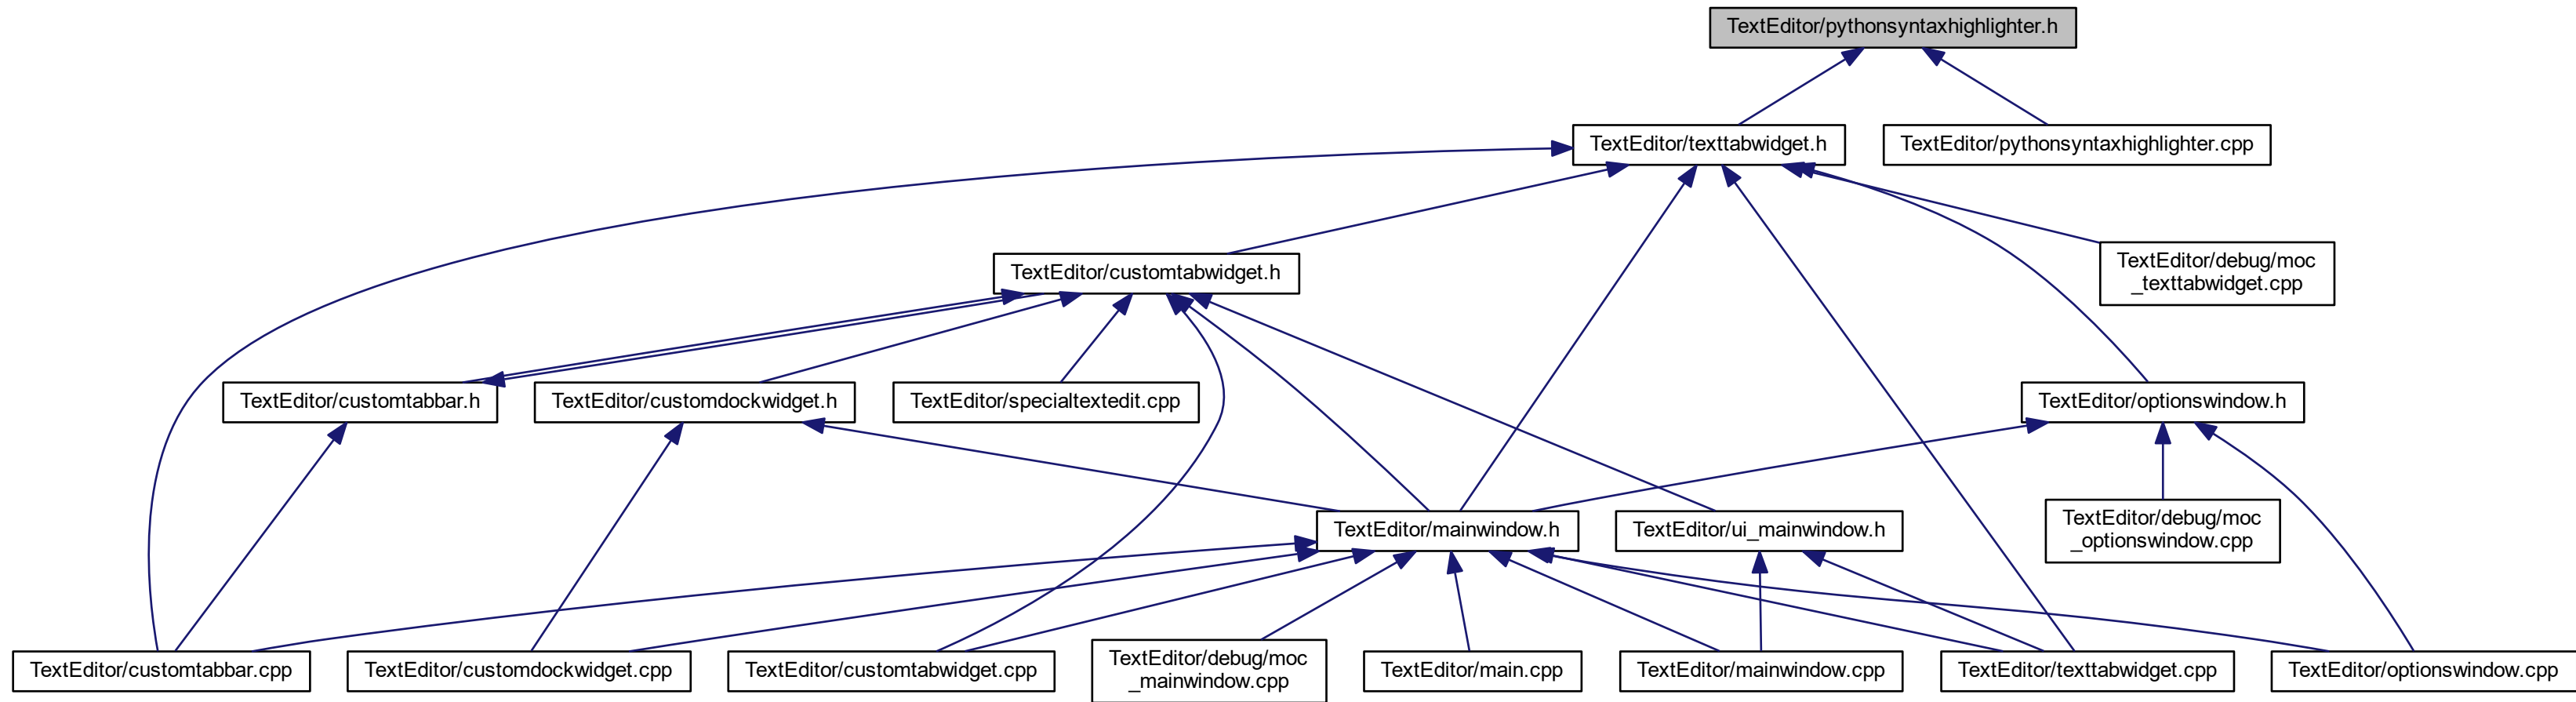 TextEditor/pythonsyntaxhighlighter.h
TextEditor/texttabwidget.h
TextEditor/pythonsyntaxhighlighter.cpp
TextEditor/customtabwidget.h
TextEditor/debug/moc
_texttabwidget.cpp
TextEditor/customtabbar.h
TextEditor/customdockwidget.h
TextEditor/specialtextedit.cpp
TextEditor/optionswindow.h
TextEditor/mainwindow.h
TextEditor/ui_mainwindow.h
TextEditor/debug/moc
_optionswindow.cpp
TextEditor/customtabbar.cpp
TextEditor/customdockwidget.cpp
TextEditor/customtabwidget.cpp
TextEditor/debug/moc
_mainwindow.cpp
TextEditor/main.cpp
TextEditor/mainwindow.cpp
TextEditor/texttabwidget.cpp
TextEditor/optionswindow.cpp